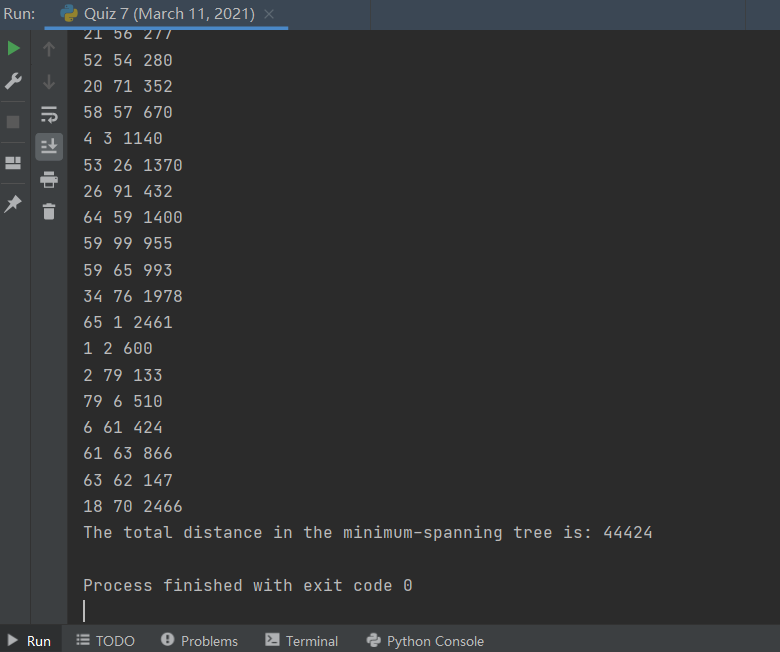 Run: Quiz 7 (March 11, 2021)
21 56 277
52 54 280
20 71 352
58 57 670
4 3 1140
53 26 1370
26 91 432
64 59 1400
59 99 955
59 65 993
34 76 1978
65 1 2461
1 2 600
2 79 133
79 6 510
6 61 424
61 63 866
63 62 147
18 70 2466
The total distance in the minimum-spanning tree is: 44424
Process finished with exit code 0
Run TODO Problems Terminal Python Console